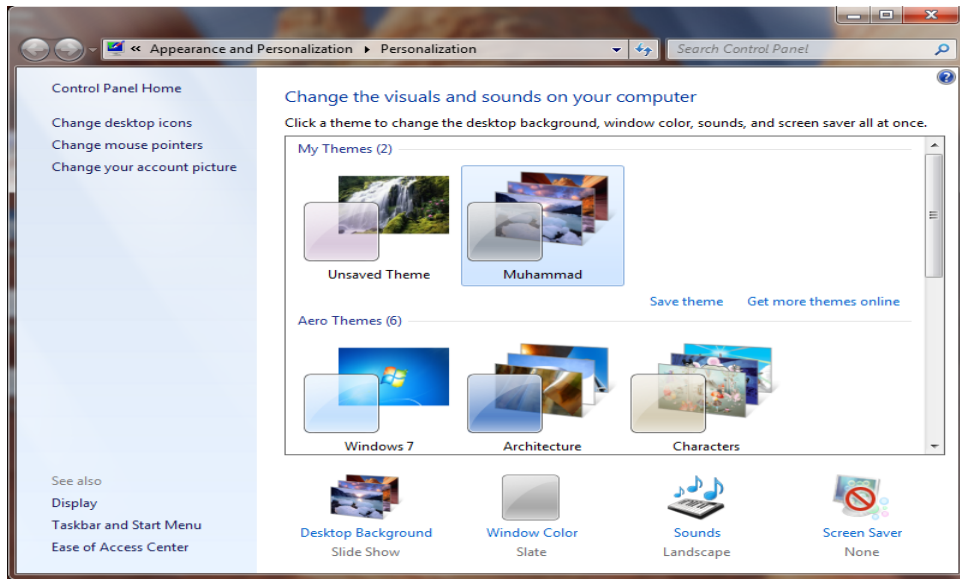 « Appearance and Personalization ▸ Personalization
Search Control Panel
Control Panel Home
Change desktop icons
Change mouse pointers
Change your account picture
Change the visuals and sounds on your computer
Click a theme to change the desktop background, window color, sounds, and screen saver all at once.
My Themes (2)
Unsaved Theme
Muhammad
Save theme
Get more themes online
Aero Themes (6)
Windows 7
Architecture
Characters
See also
Display
Taskbar and Start Menu
Ease of Access Center
Desktop Background
Slide Show
Window Color
Slate
Sounds
Landscape
Screen Saver
None